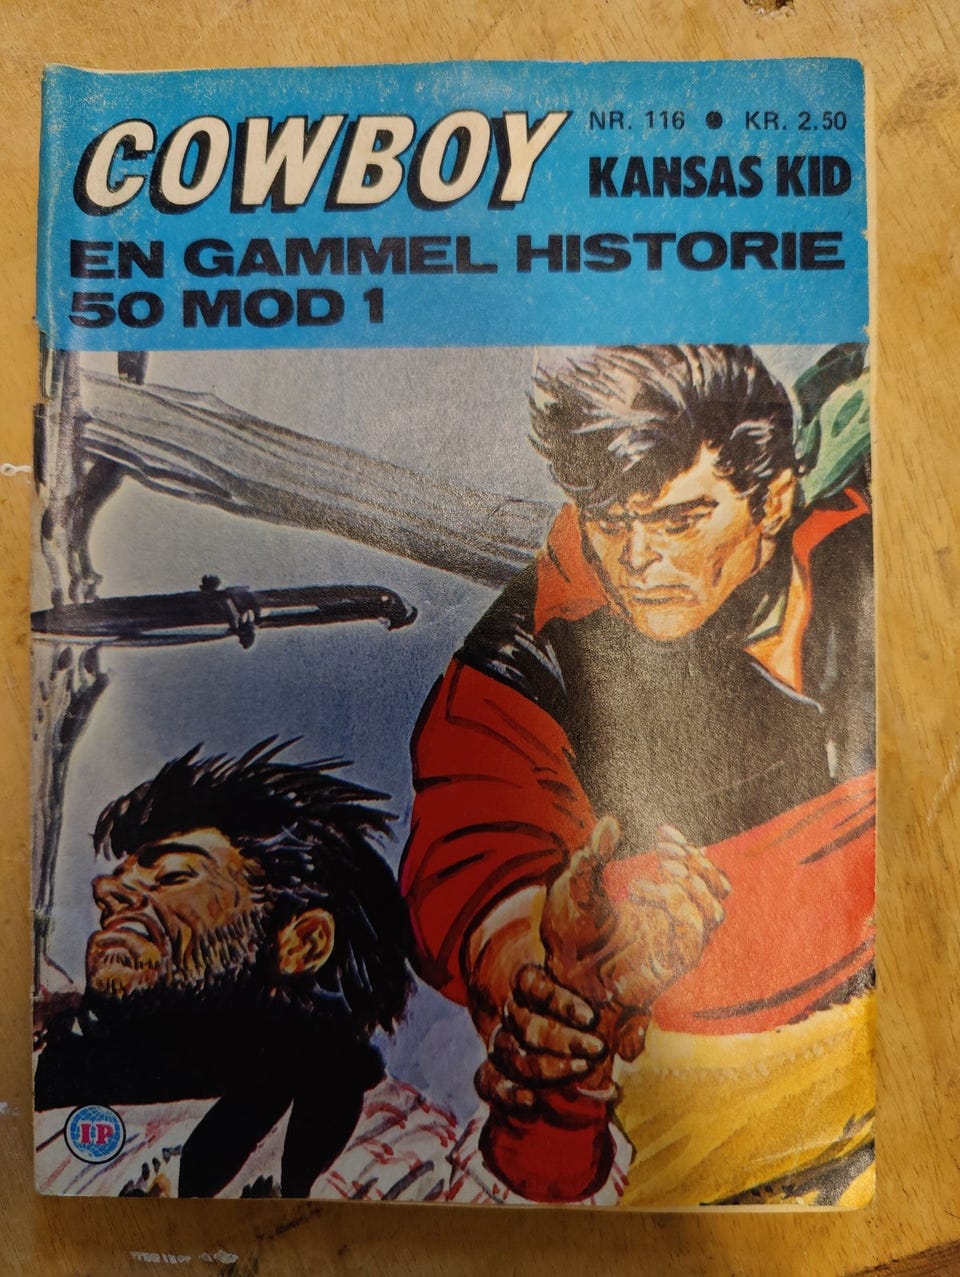 COWBOY
NR. 116 ● KR. 2.50
KANSAS KID
EN GAMMEL HISTORIE
50 MOD 1
IP